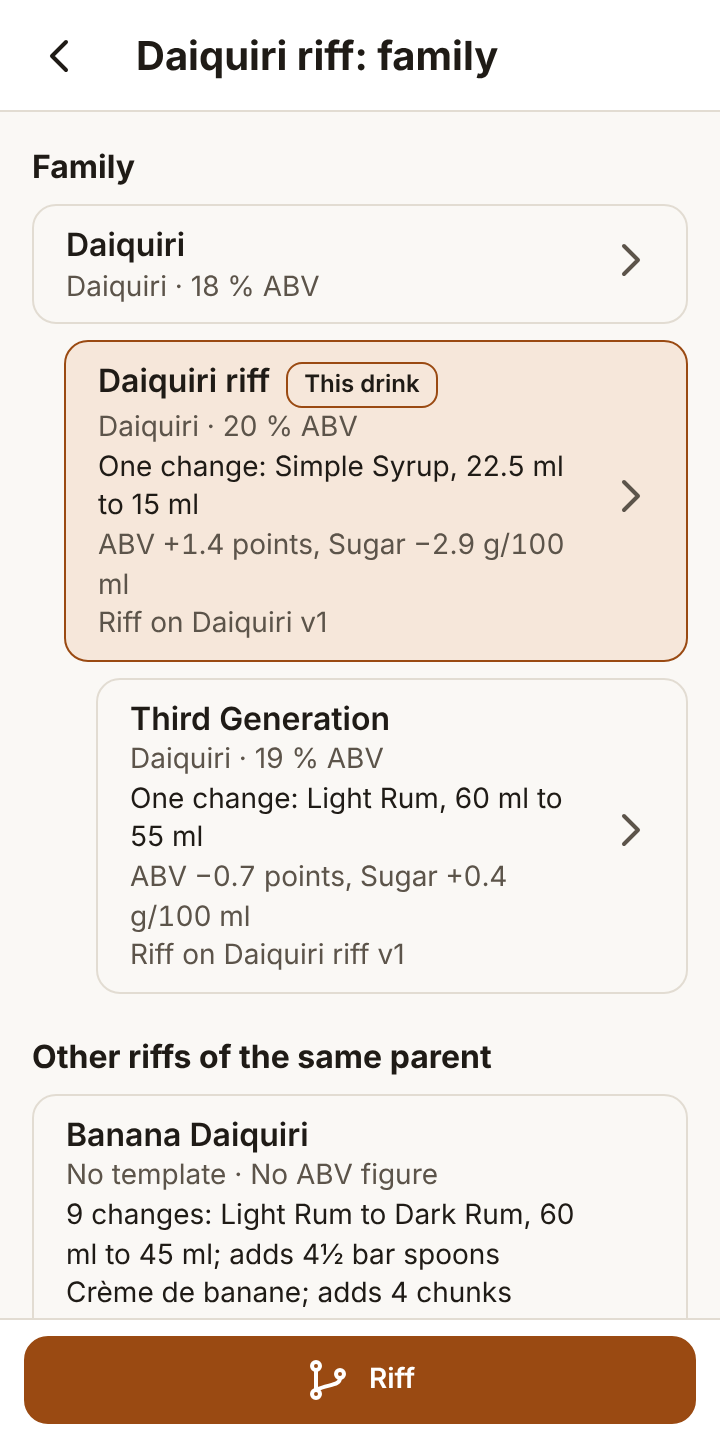 Daiquiri riff: family
Family
Daiquiri
Daiquiri · 18 % ABV
Daiquiri riff
This drink
Daiquiri · 20 % ABV
One change: Simple Syrup, 22.5 ml
to 15 ml
ABV +1.4 points, Sugar −2.9 g/100
ml
Riff on Daiquiri v1
Third Generation
Daiquiri · 19 % ABV
One change: Light Rum, 60 ml to
55 ml
ABV −0.7 points, Sugar +0.4
g/100 ml
Riff on Daiquiri riff v1
Other riffs of the same parent
Banana Daiquiri
No template · No ABV figure
9 changes: Light Rum to Dark Rum, 60
ml to 45 ml; adds 4½ bar spoons
Crème de banane; adds 4 chunks
Riff